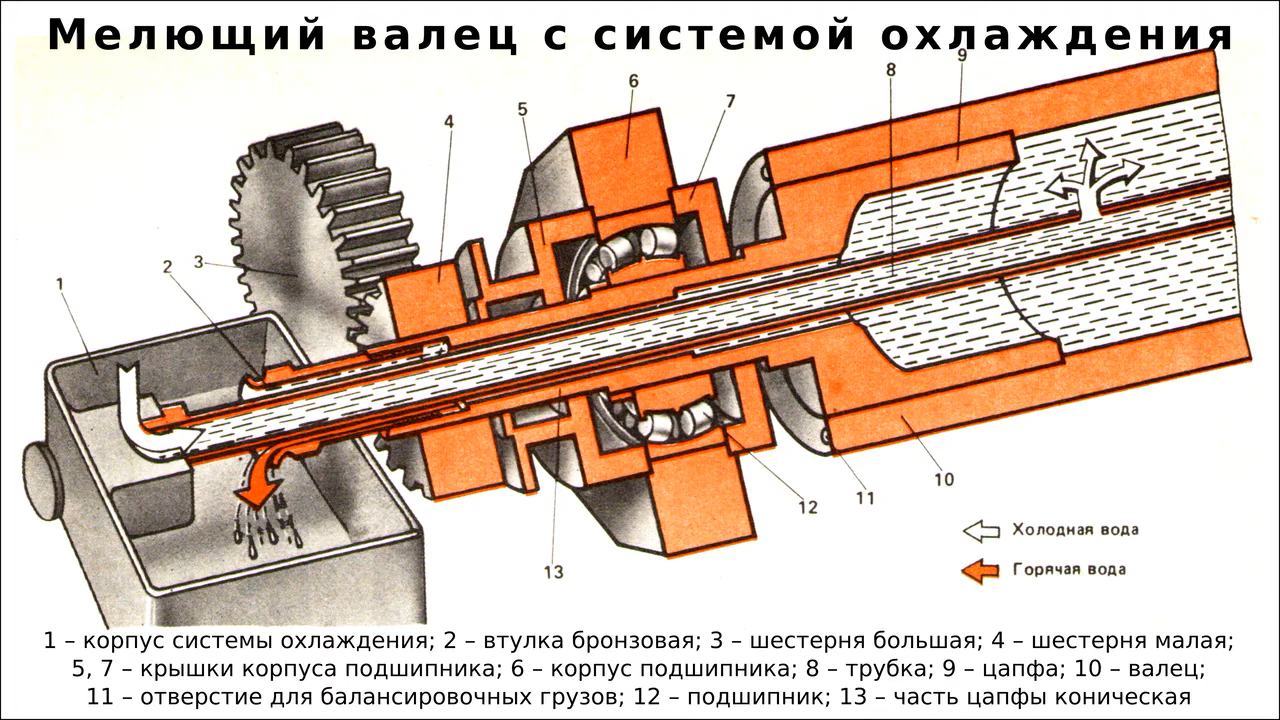 Мелющий валец с системой охлаждения
9
8
6
7
5
4
3
2
1
10
11
12
13
Холодная вода
Горячая вода
1 – корпус системы охлаждения; 2 – втулка бронзовая; 3 – шестерня большая; 4 – шестерня малая;
5, 7 – крышки корпуса подшипника; 6 – корпус подшипника; 8 – трубка; 9 – цапфа; 10 – валец;
11 – отверстие для балансировочных грузов; 12 – подшипник; 13 – часть цапфы коническая